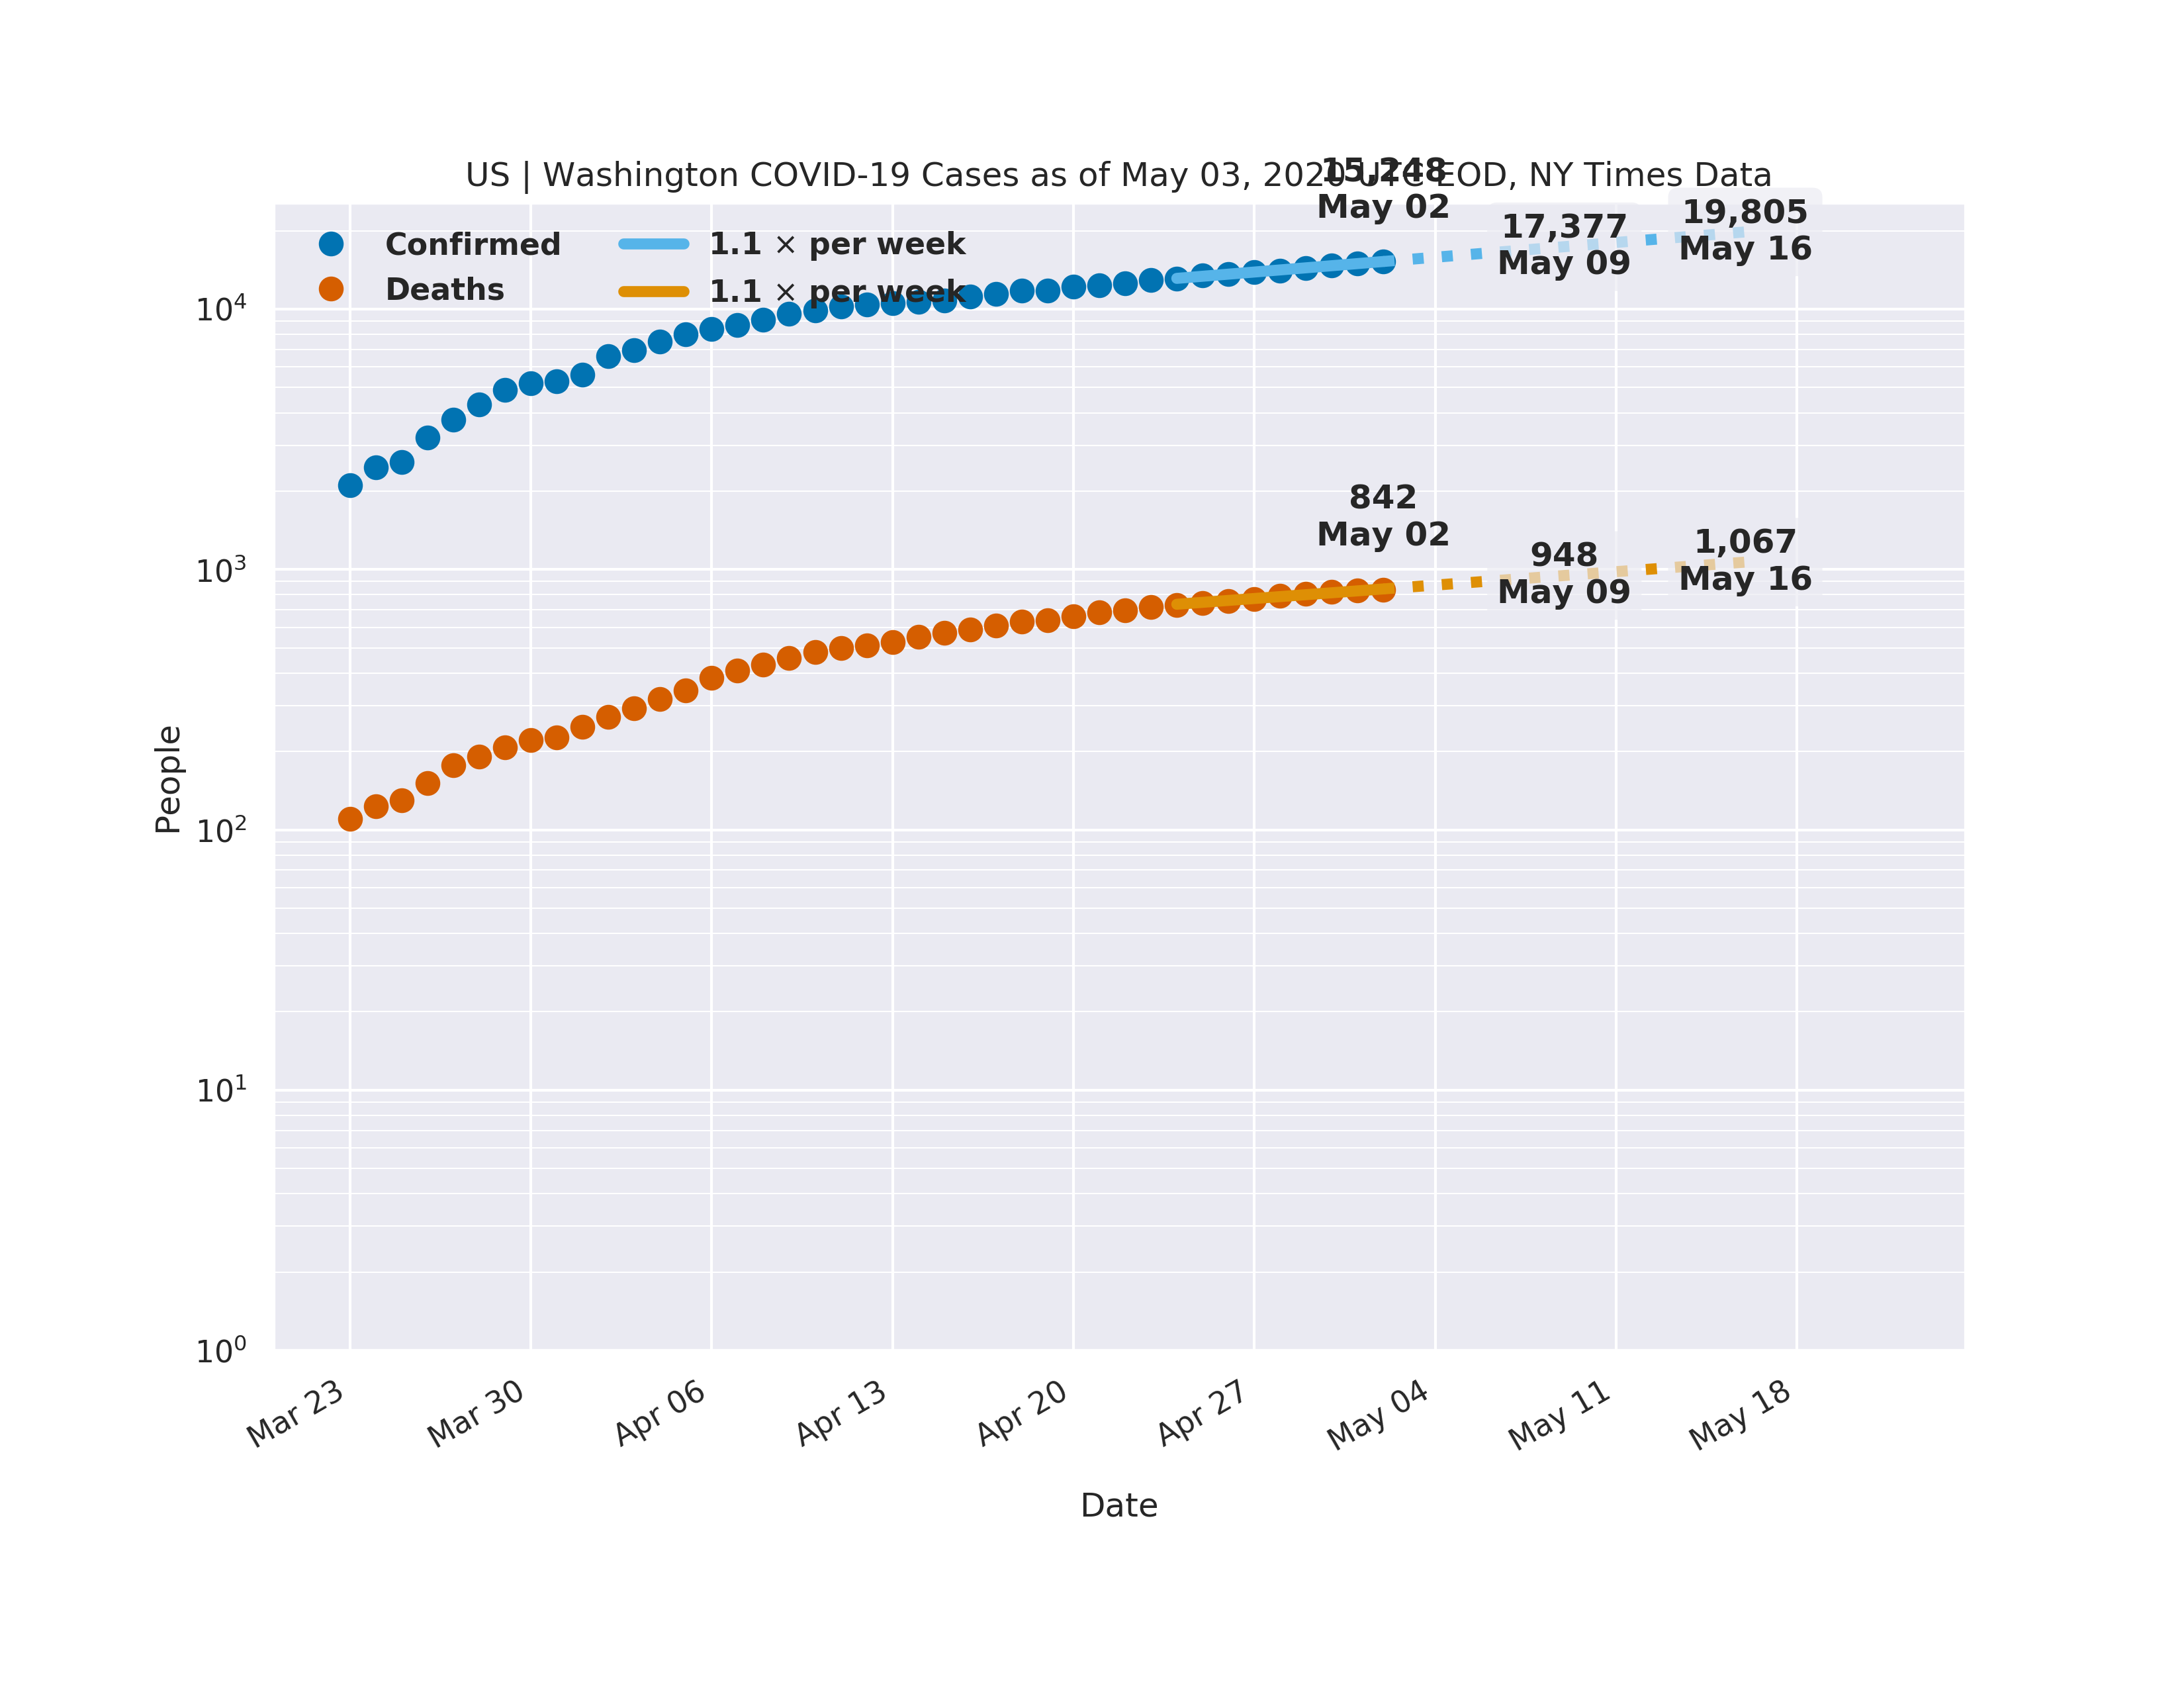 US | Washington COVID-19 Cases as of May 03, 2020 UTC EOD, NY Times Data
15,248
May 02
17,377
May 09
19,805
May 16
Confirmed
Deaths
1.1 × per week
1.1 × per week
842
May 02
948
May 09
1,067
May 16
People
10⁴
10³
10²
10¹
10⁰
Mar 23
Mar 30
Apr 06
Apr 13
Apr 20
Apr 27
May 04
May 11
May 18
Date